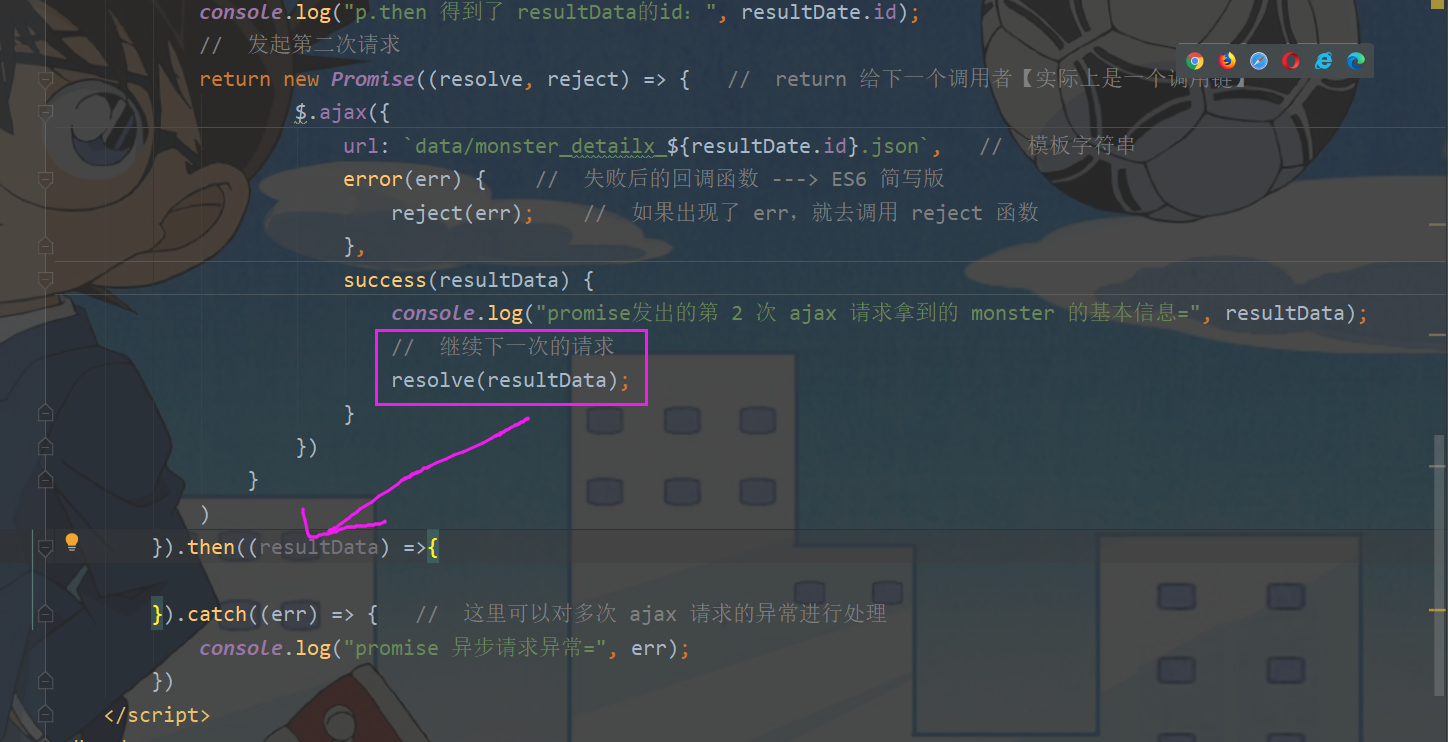 console.log("p.then 得到了 resultData的id：", resultDate.id);
// 发起第二次请求
return new Promise((resolve, reject) => { // return 给下一个调用者【实际上是一个调用链】
$.ajax({
url: `data/monster_detailx_${resultDate.id}.json`, // 模板字符串
error(err) { // 失败后的回调函数 ---> ES6 简写版
reject(err); // 如果出现了 err，就去调用 reject 函数
},
success(resultData) {
console.log("promise发出的第 2 次 ajax 请求拿到的 monster 的基本信息=", resultData);
// 继续下一次的请求
resolve(resultData);
}
})
}
)
}).then((resultData) =>{
}).catch((err) => { // 这里可以对多次 ajax 请求的异常进行处理
console.log("promise 异步请求异常=", err);
})
</script>